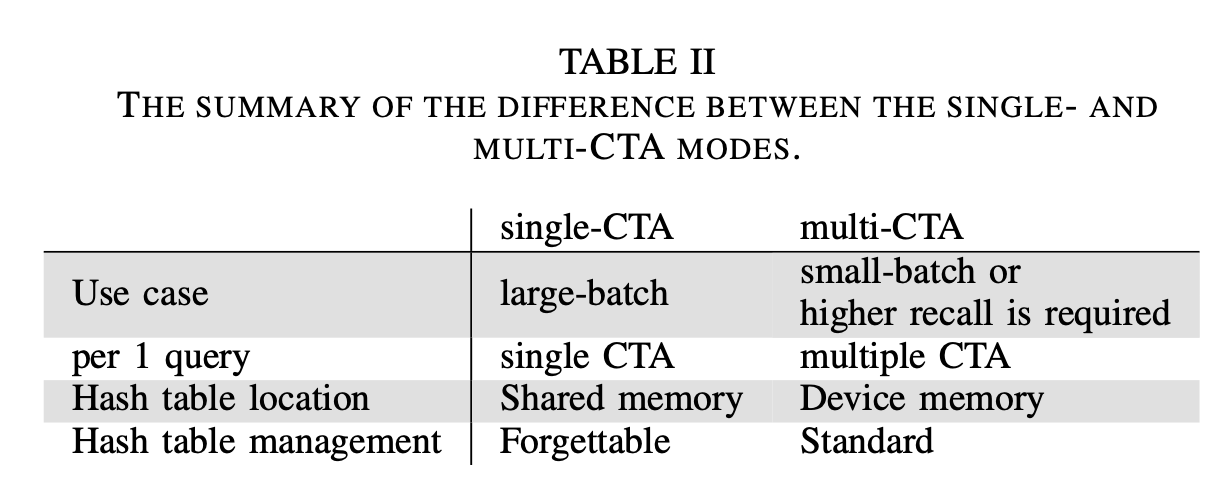 TABLE II
THE SUMMARY OF THE DIFFERENCE BETWEEN THE SINGLE- AND
MULTI-CTA MODES.
single-CTA multi-CTA
Use case large-batch small-batch or
higher recall is required
per 1 query single CTA multiple CTA
Hash table location Shared memory Device memory
Hash table management Forgettable Standard